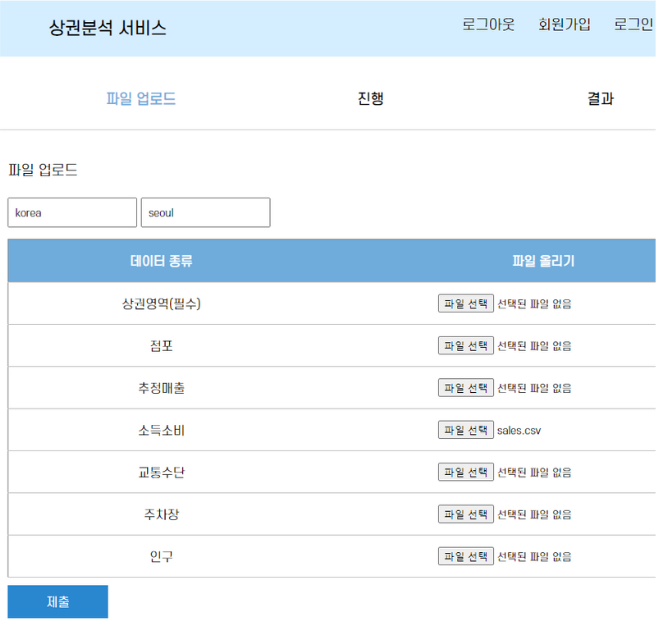 상권분석 서비스 로그아웃 회원가입 로그인
파일 업로드 진행 결과
파일 업로드
korea seoul
데이터 종류 파일 올리기
상권영역(필수) 파일 선택 선택된 파일 없음
점포 파일 선택 선택된 파일 없음
추정매출 파일 선택 선택된 파일 없음
소득소비 파일 선택 sales.csv
교통수단 파일 선택 선택된 파일 없음
주차장 파일 선택 선택된 파일 없음
인구 파일 선택 선택된 파일 없음
제출